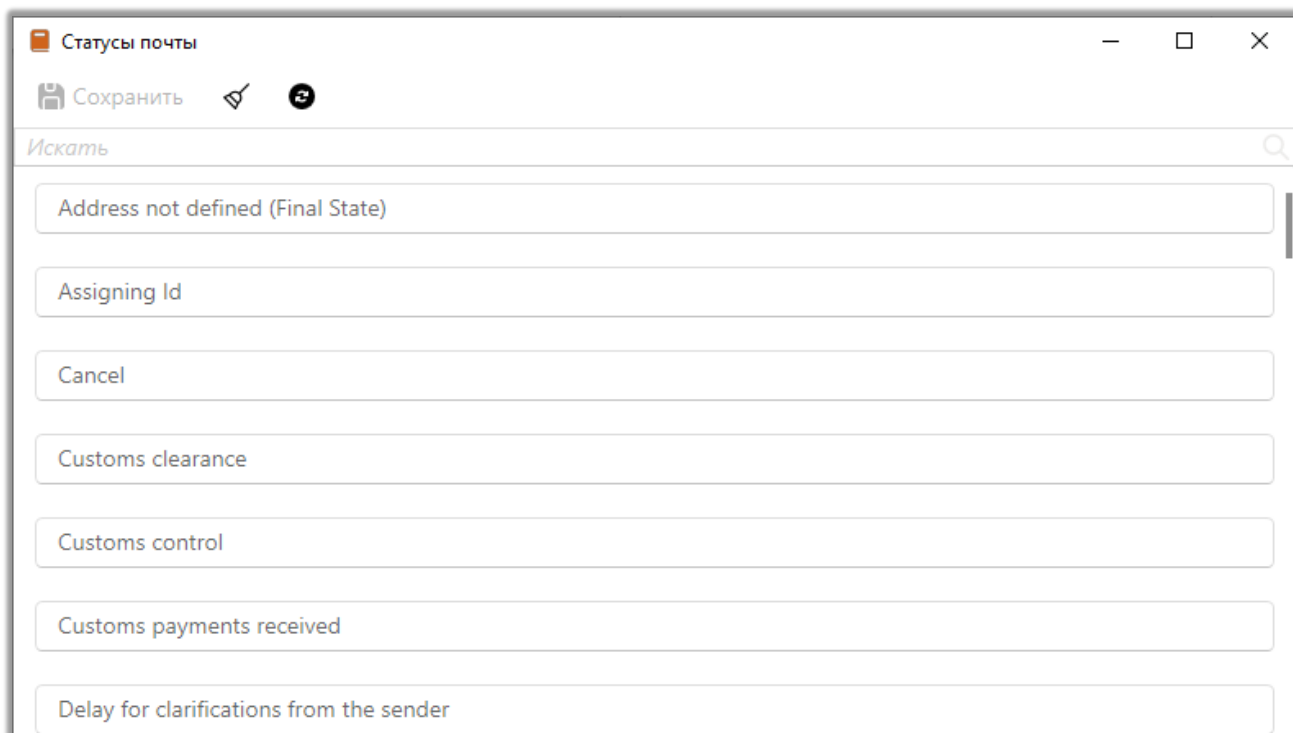 Статусы почты
Сохранить
Искать
Address not defined (Final State)
Assigning Id
Cancel
Customs clearance
Customs control
Customs payments received
Delay for clarifications from the sender